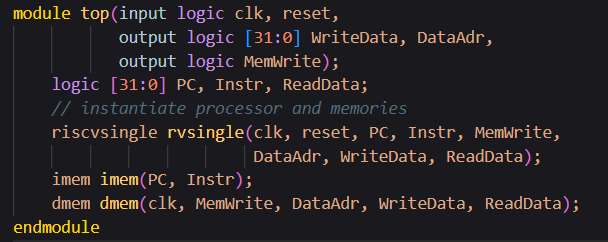 module top(input logic clk, reset,
           output logic [31:0] WriteData, DataAdr,
           output logic MemWrite);
    logic [31:0] PC, Instr, ReadData;
    // instantiate processor and memories
    riscvsingle rvsingle(clk, reset, PC, Instr, MemWrite,
                         DataAdr, WriteData, ReadData);
    imem imem(PC, Instr);
    dmem dmem(clk, MemWrite, DataAdr, WriteData, ReadData);
endmodule